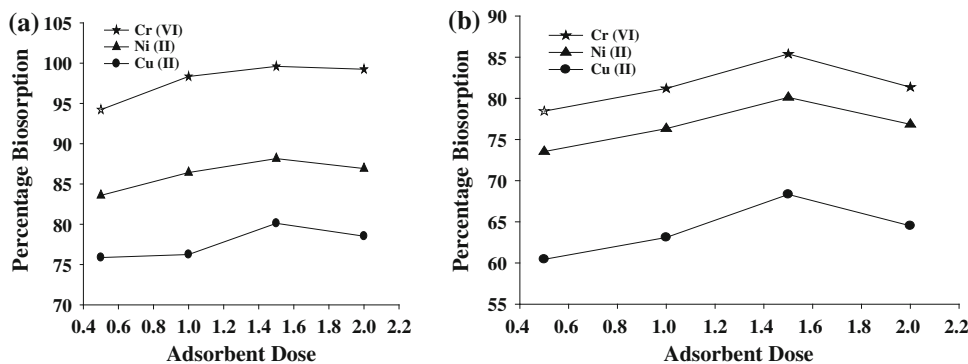 (a)
105
100
95
90
85
80
75
70
Percentage Biosorption
Cr (VI)
Ni (II)
Cu (II)
0.4 0.6 0.8 1.0 1.2 1.4 1.6 1.8 2.0 2.2
Adsorbent Dose
(b)
90
85
80
75
70
65
60
55
Percentage Biosorption
Cr (VI)
Ni (II)
Cu (II)
0.4 0.6 0.8 1.0 1.2 1.4 1.6 1.8 2.0 2.2
Adsorbent Dose